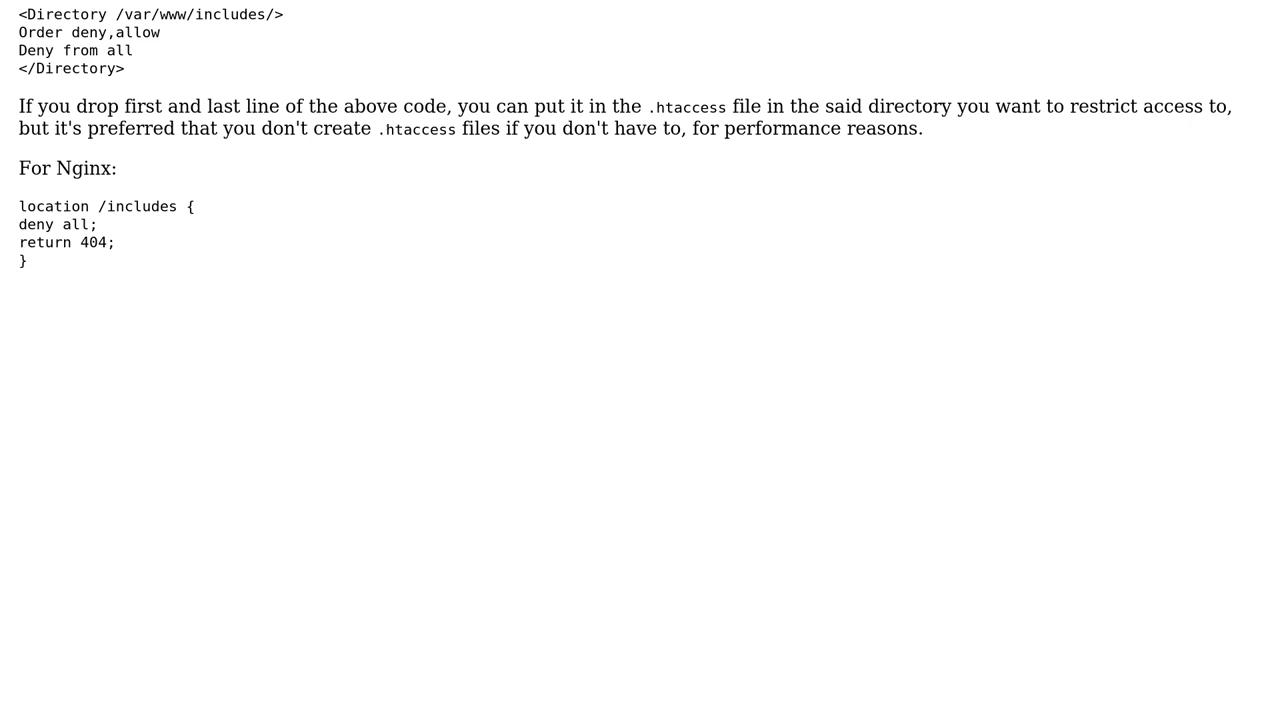 <Directory /var/www/includes/>
Order deny,allow
Deny from all
</Directory>
If you drop first and last line of the above code, you can put it in the .htaccess file in the said directory you want to restrict access to,
but it's preferred that you don't create .htaccess files if you don't have to, for performance reasons.
For Nginx:
location /includes {
deny all;
return 404;
}